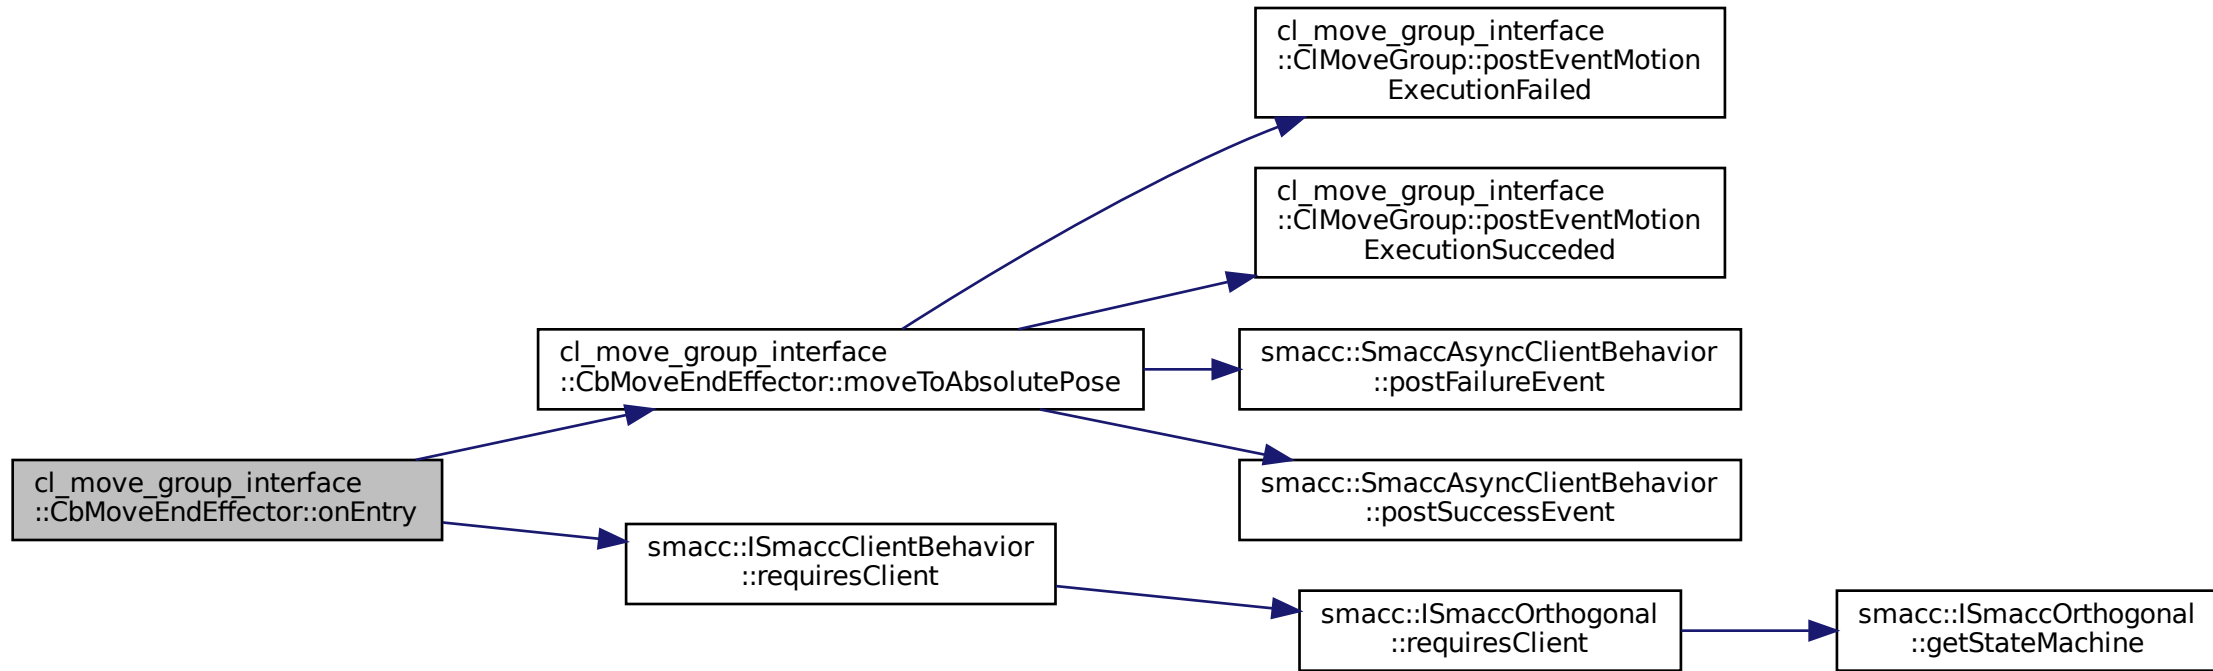 cl_move_group_interface
::ClMoveGroup::postEventMotion
ExecutionFailed
cl_move_group_interface
::ClMoveGroup::postEventMotion
ExecutionSucceded
cl_move_group_interface
::CbMoveEndEffector::moveToAbsolutePose
smacc::SmaccAsyncClientBehavior
::postFailureEvent
cl_move_group_interface
::CbMoveEndEffector::onEntry
smacc::SmaccAsyncClientBehavior
::postSuccessEvent
smacc::ISmaccClientBehavior
::requiresClient
smacc::ISmaccOrthogonal
::requiresClient
smacc::ISmaccOrthogonal
::getStateMachine